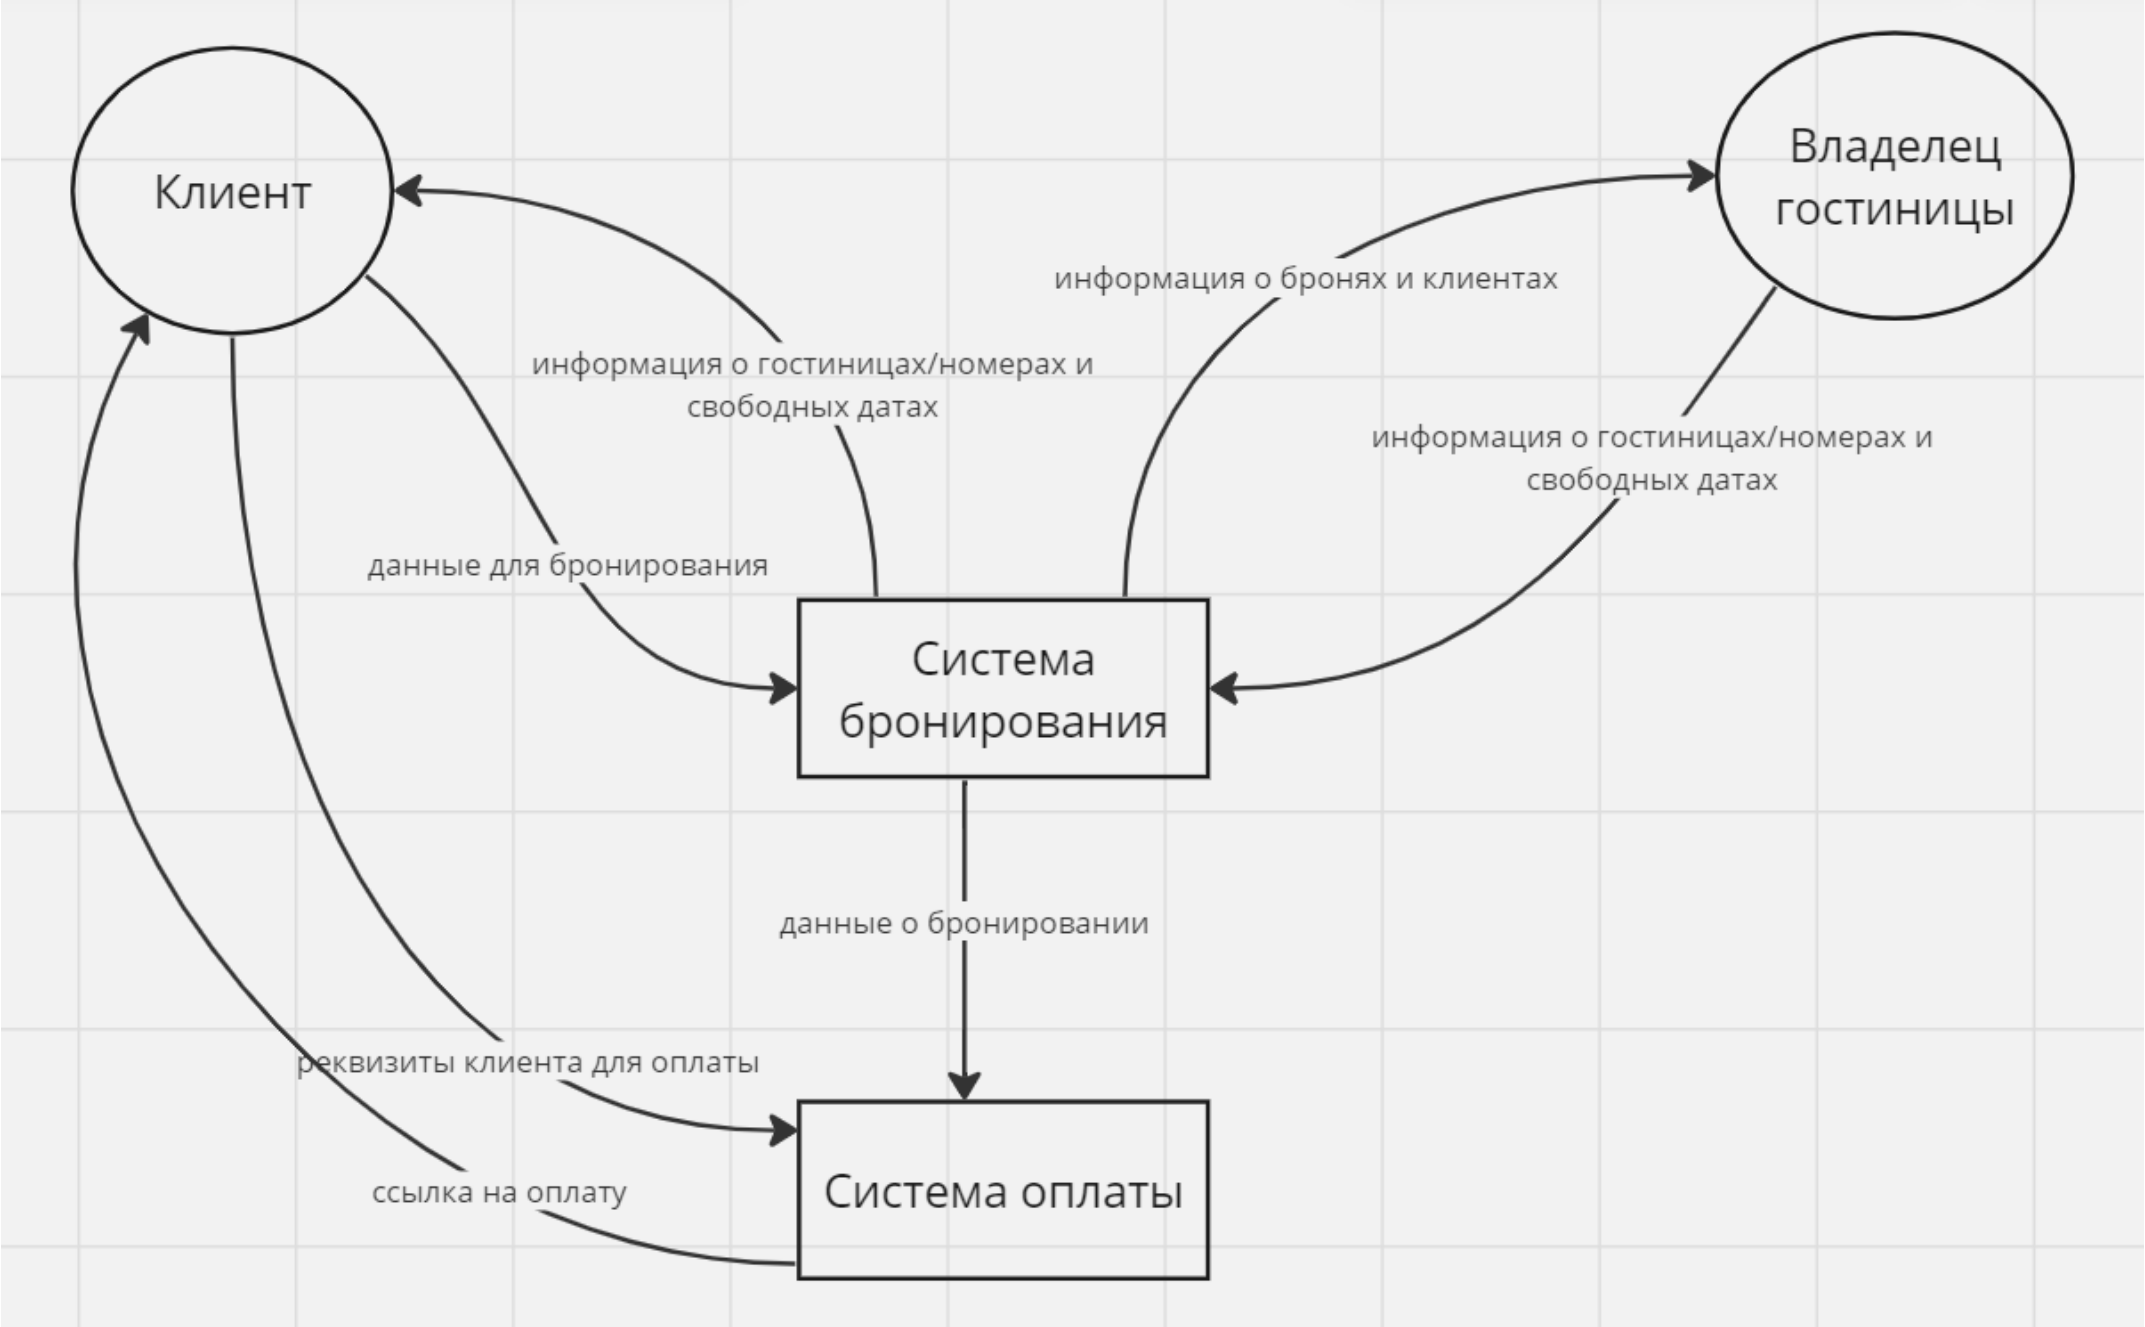 Клиент
Владелец
гостиницы
информация о бронях и клиентах
информация о гостиницах/номерах и
свободных датах
информация о гостиницах/номерах и
свободных датах
данные для бронирования
Система
бронирования
данные о бронировании
реквизиты клиента для оплаты
ссылка на оплату
Система оплаты